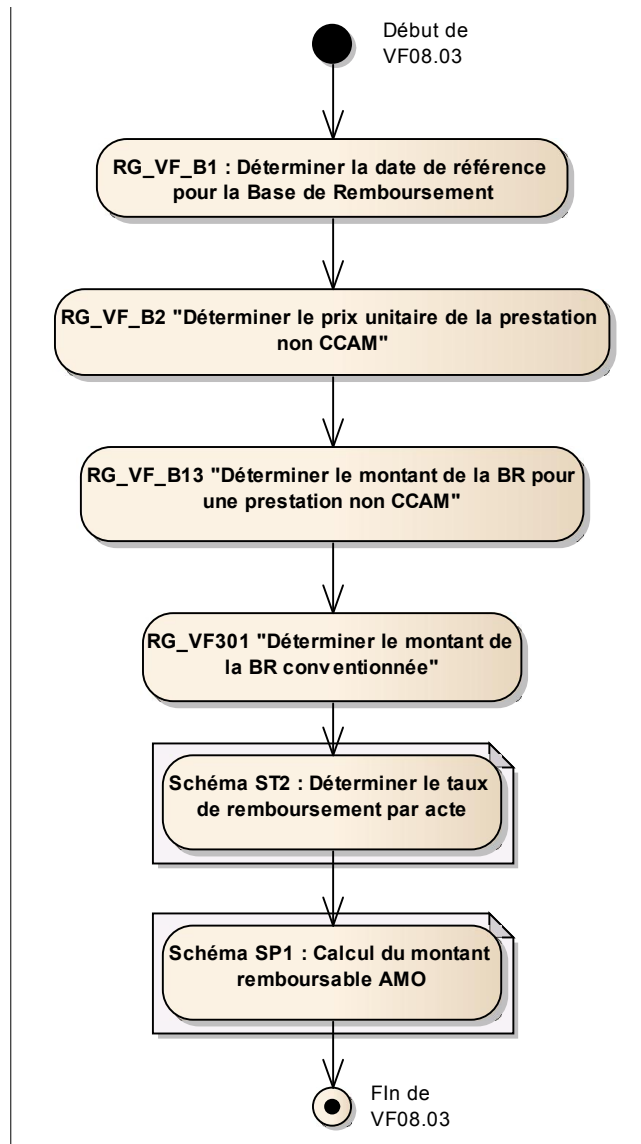 Début de
VF08.03
RG_VF_B1 : Déterminer la date de référence
pour la Base de Remboursement
RG_VF_B2 "Déterminer le prix unitaire de la prestation
non CCAM"
RG_VF_B13 "Déterminer le montant de la BR pour
une prestation non CCAM"
RG_VF301 "Déterminer le montant de
la BR conventionnée"
Schéma ST2 : Déterminer le taux
de remboursement par acte
Schéma SP1 : Calcul du montant
remboursable AMO
FIn de
VF08.03